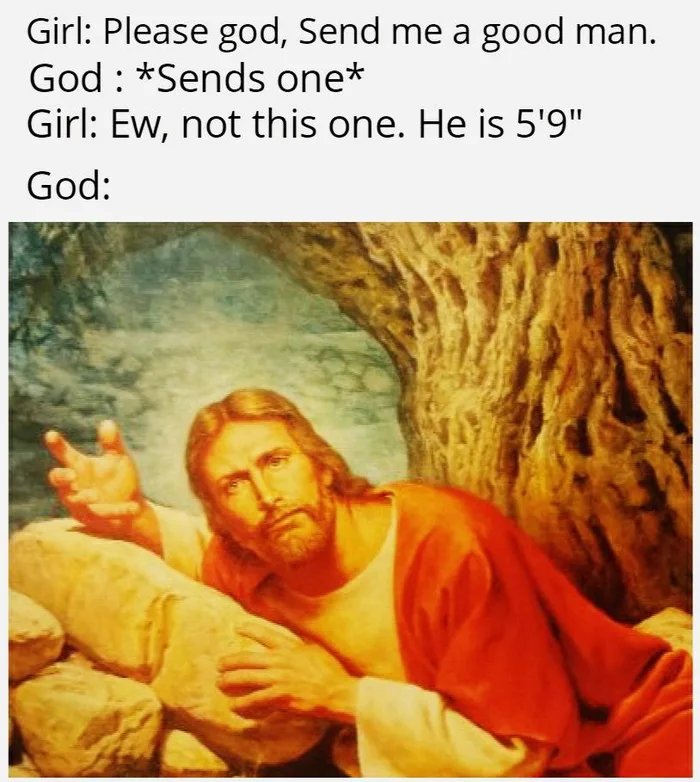 Girl: Please god, Send me a good man.
God : *Sends one*
Girl: Ew, not this one. He is 5'9"
God: